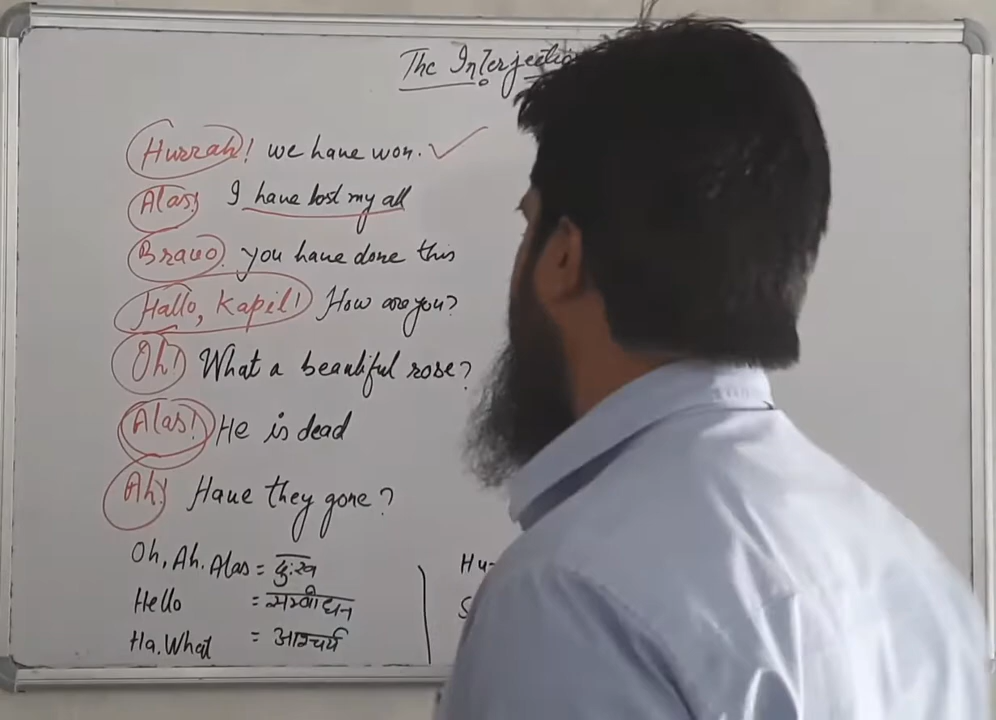 The Interjection
Hurrah! we have won.
Alas! I have lost my all
Bravo. you have done this
Hallo, Kapil! How are you?
Oh! What a beautiful rose?
Alas! He is dead
Ah! Have they gone?
Oh, Ah. Alas = दुःख
Hello = सम्बोधन
Ha. What = आश्चर्य
Hu-
S